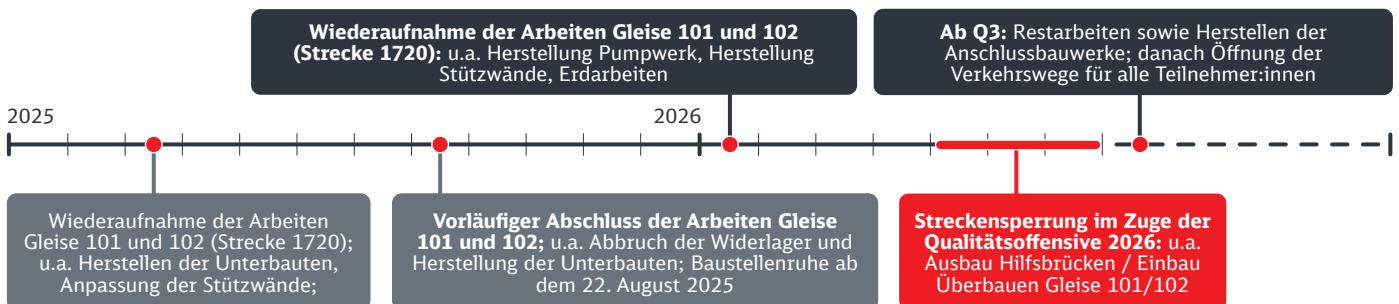 Wiederaufnahme der Arbeiten Gleise 101 und 102
(Strecke 1720): u.a. Herstellung Pumpwerk, Herstellung
Stützwände, Erdarbeiten
Ab Q3: Restarbeiten sowie Herstellen der
Anschlussbauwerke; danach Öffnung der
Verkehrswege für alle Teilnehmer:innen
2025
2026
Wiederaufnahme der Arbeiten
Gleise 101 und 102 (Strecke 1720);
u.a. Herstellen der Unterbauten,
Anpassung der Stützwände;
Vorläufiger Abschluss der Arbeiten Gleise
101 und 102; u.a. Abbruch der Widerlager und
Herstellung der Unterbauten; Baustellenruhe ab
dem 22. August 2025
Streckensperrung im Zuge der
Qualitätsoffensive 2026: u.a.
Ausbau Hilfsbrücken / Einbau
Überbauen Gleise 101/102